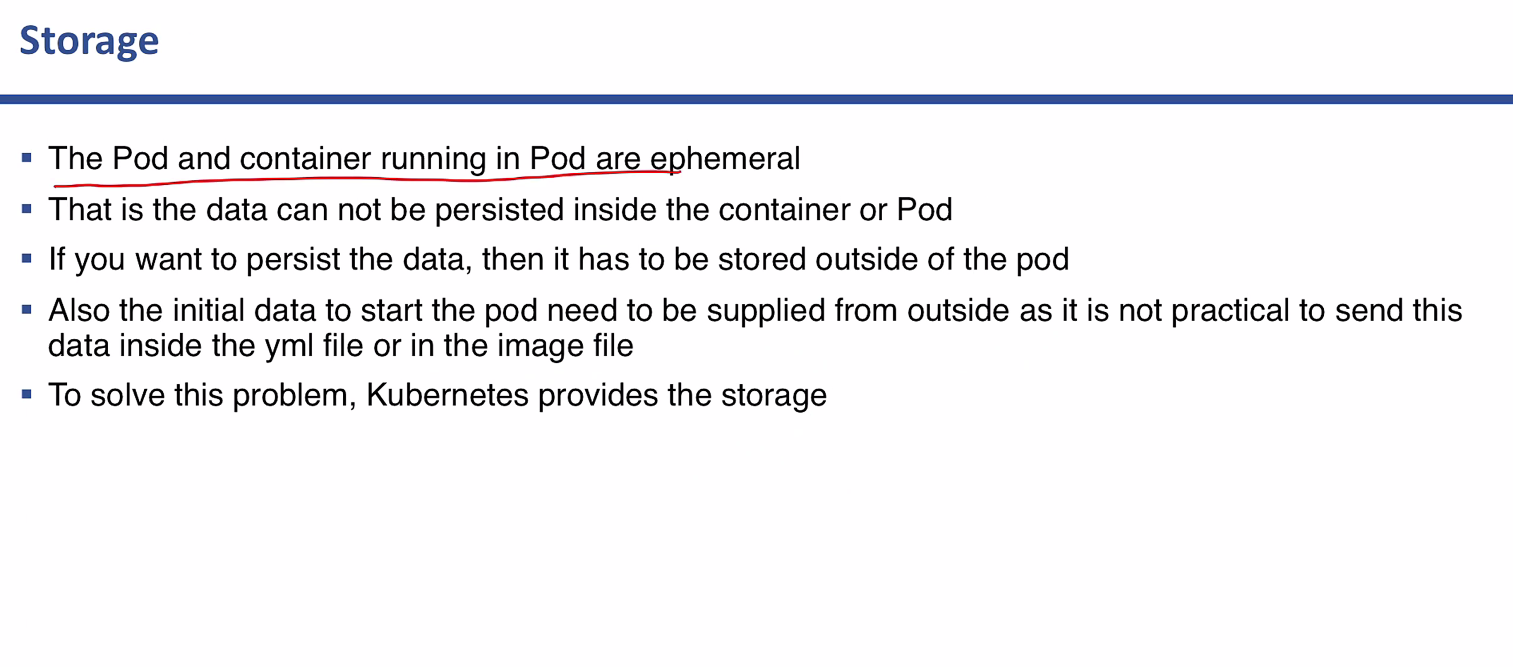 Storage
The Pod and container running in Pod are ephemeral
That is the data can not be persisted inside the container or Pod
If you want to persist the data, then it has to be stored outside of the pod
Also the initial data to start the pod need to be supplied from outside as it is not practical to send this
data inside the yml file or in the image file
To solve this problem, Kubernetes provides the storage